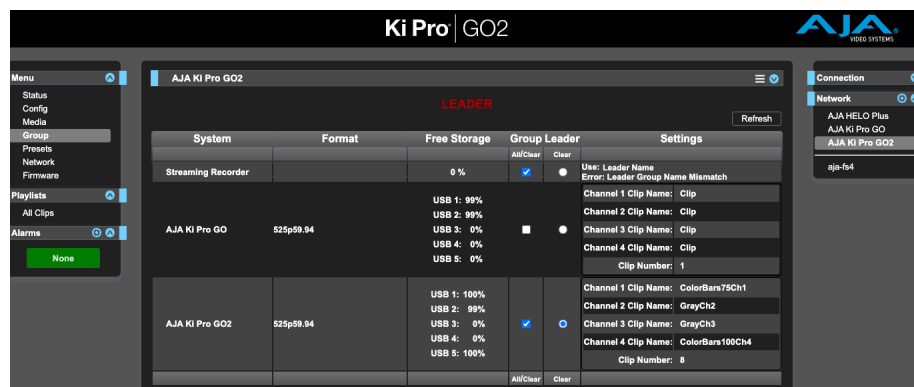 Ki Pro GO2
AJA
VIDEO SYSTEMS
Menu
Status
Config
Media
Group
Presets
Network
Firmware
Playlists
All Clips
Alarms
None
AJA Ki Pro GO2
LEADER
Refresh
System Format Free Storage Group Leader Settings
All/Clear Clear
Streaming Recorder 0 % Use: Leader Name
Error: Leader Group Name Mismatch
AJA Ki Pro GO 525p59.94
USB 1: 99%
USB 2: 99%
USB 3: 0%
USB 4: 0%
USB 5: 0%
Channel 1 Clip Name: Clip
Channel 2 Clip Name: Clip
Channel 3 Clip Name: Clip
Channel 4 Clip Name: Clip
Clip Number: 1
AJA Ki Pro GO2 525p59.94
USB 1: 100%
USB 2: 99%
USB 3: 0%
USB 4: 0%
USB 5: 100%
Channel 1 Clip Name: ColorBars75Ch1
Channel 2 Clip Name: GrayCh2
Channel 3 Clip Name: GrayCh3
Channel 4 Clip Name: ColorBars100Ch4
Clip Number: 8
All/Clear Clear
Connection
Network
AJA HELO Plus
AJA Ki Pro GO
AJA Ki Pro GO2
aja-fs4